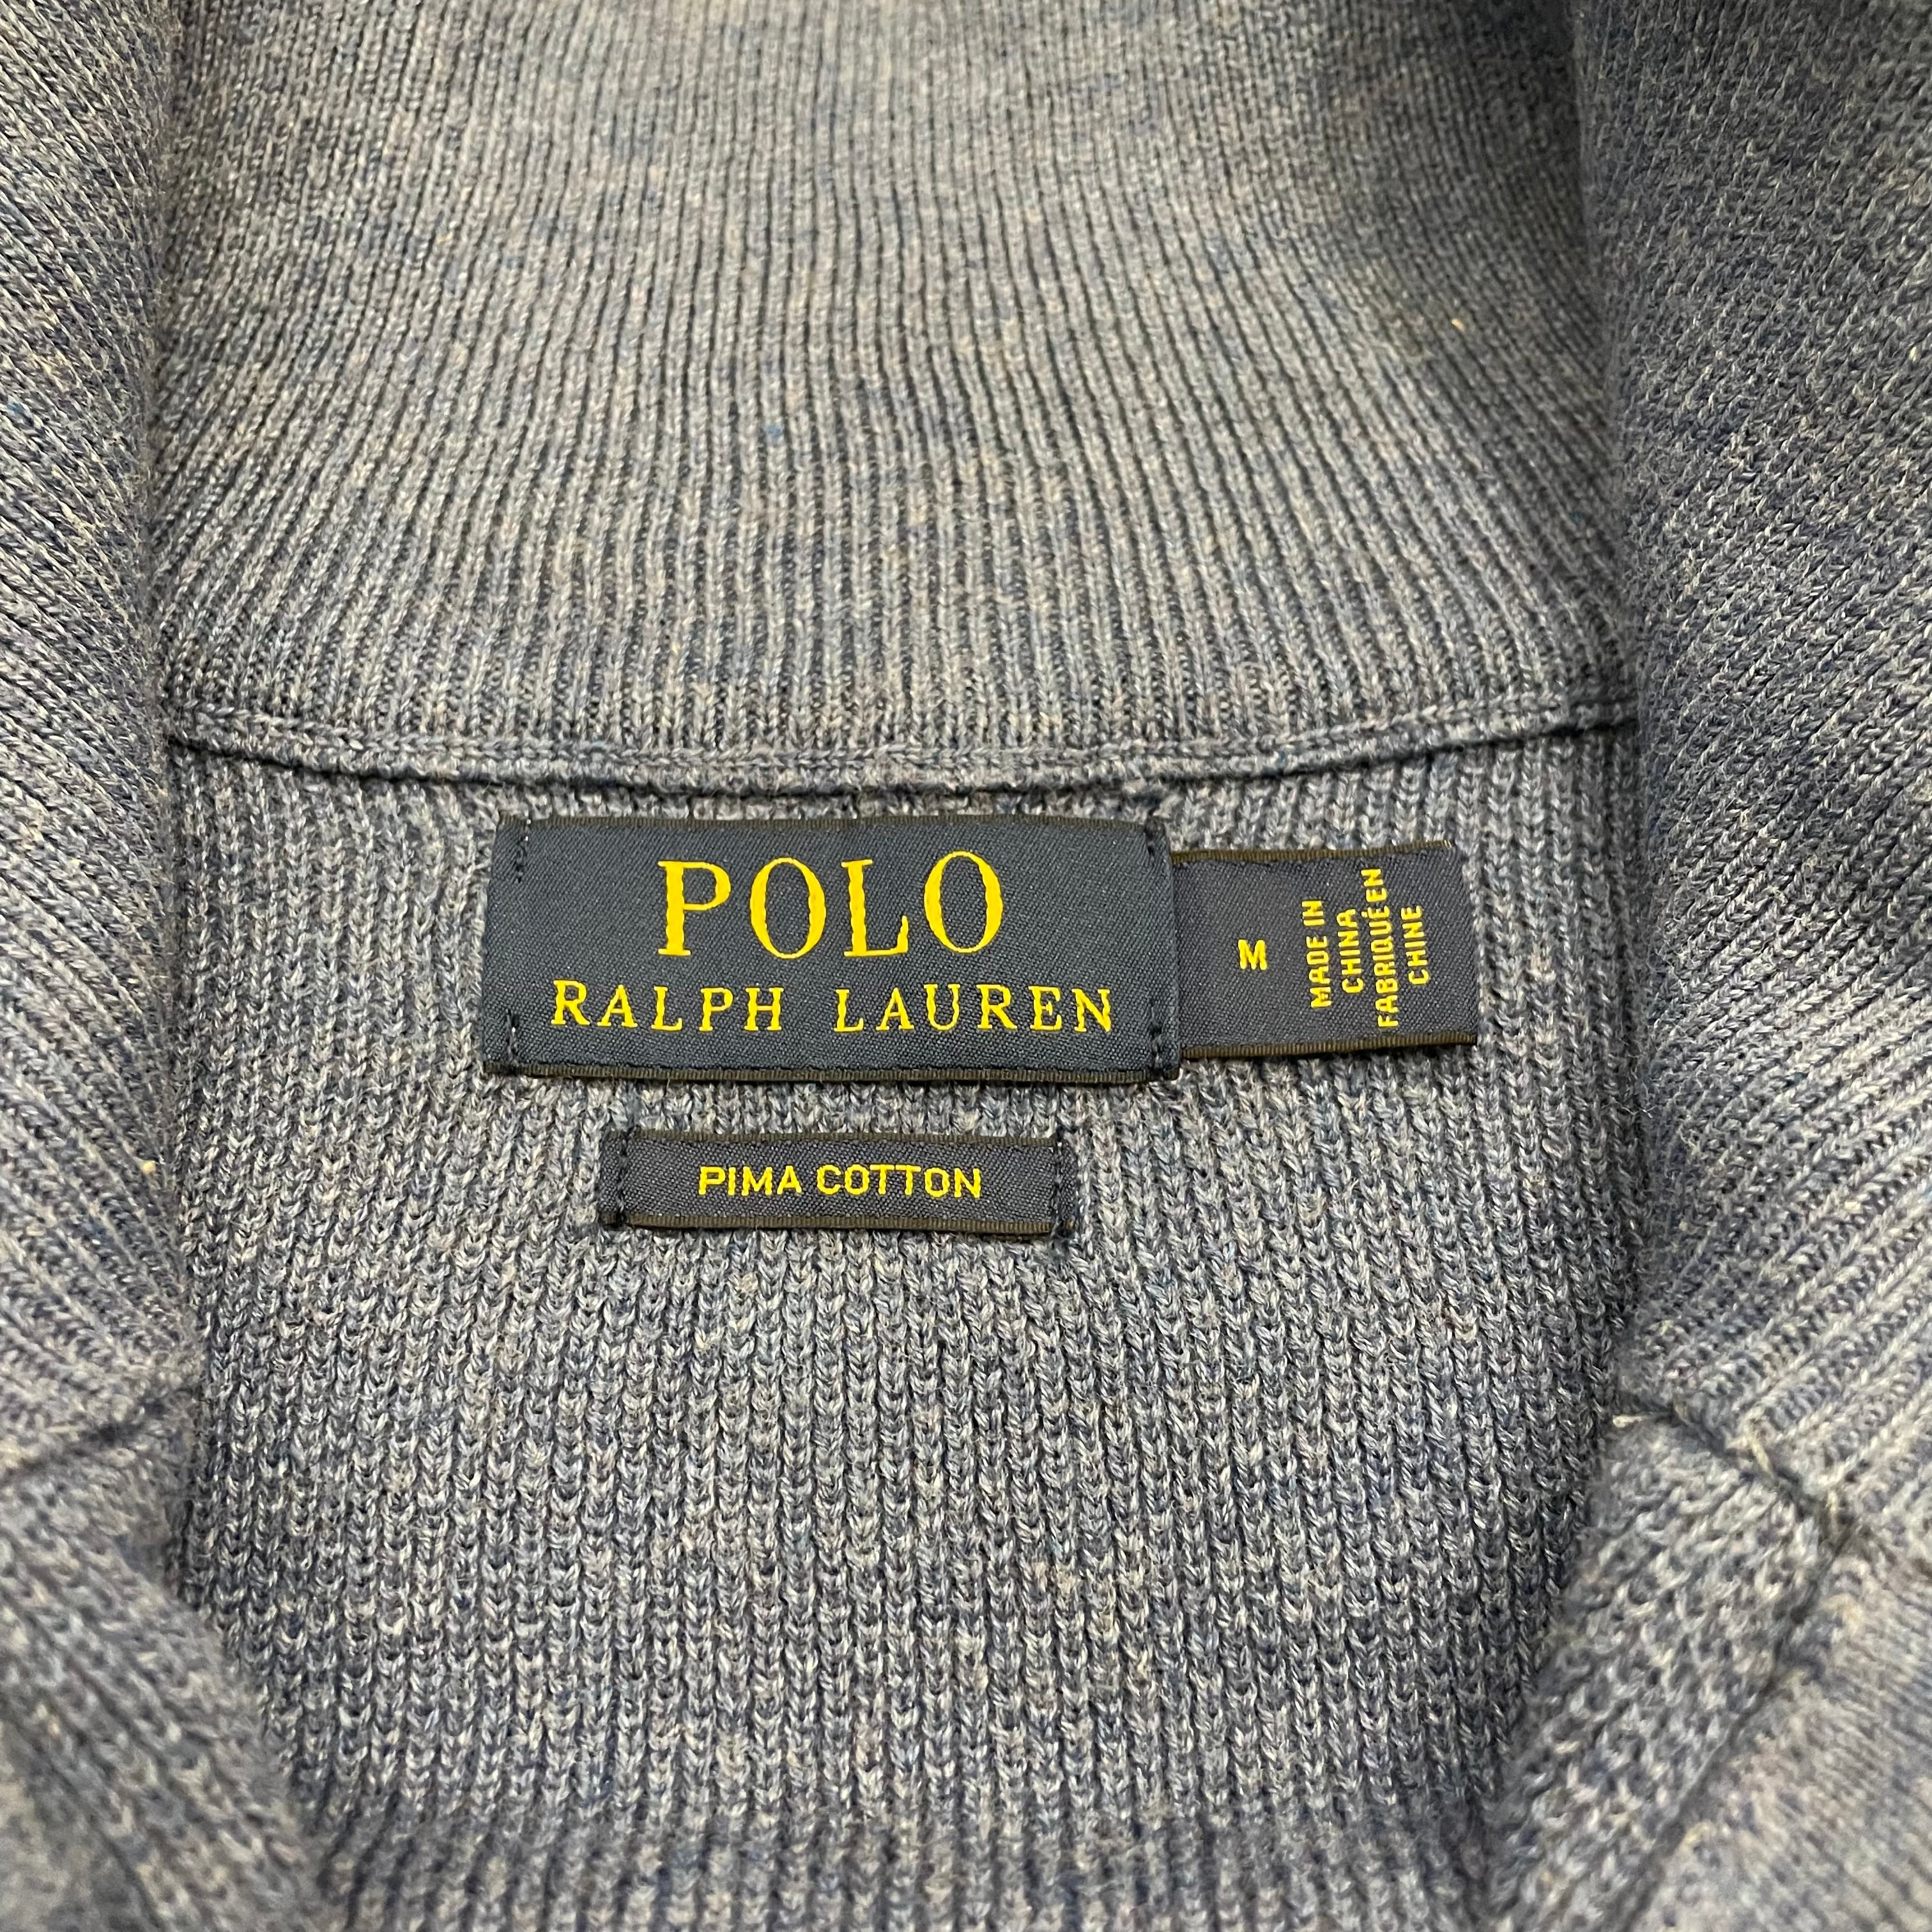 POLO
RALPH LAUREN
M
MADE IN
CHINA
FABRIQUÉ EN
CHINE
PIMA COTTON